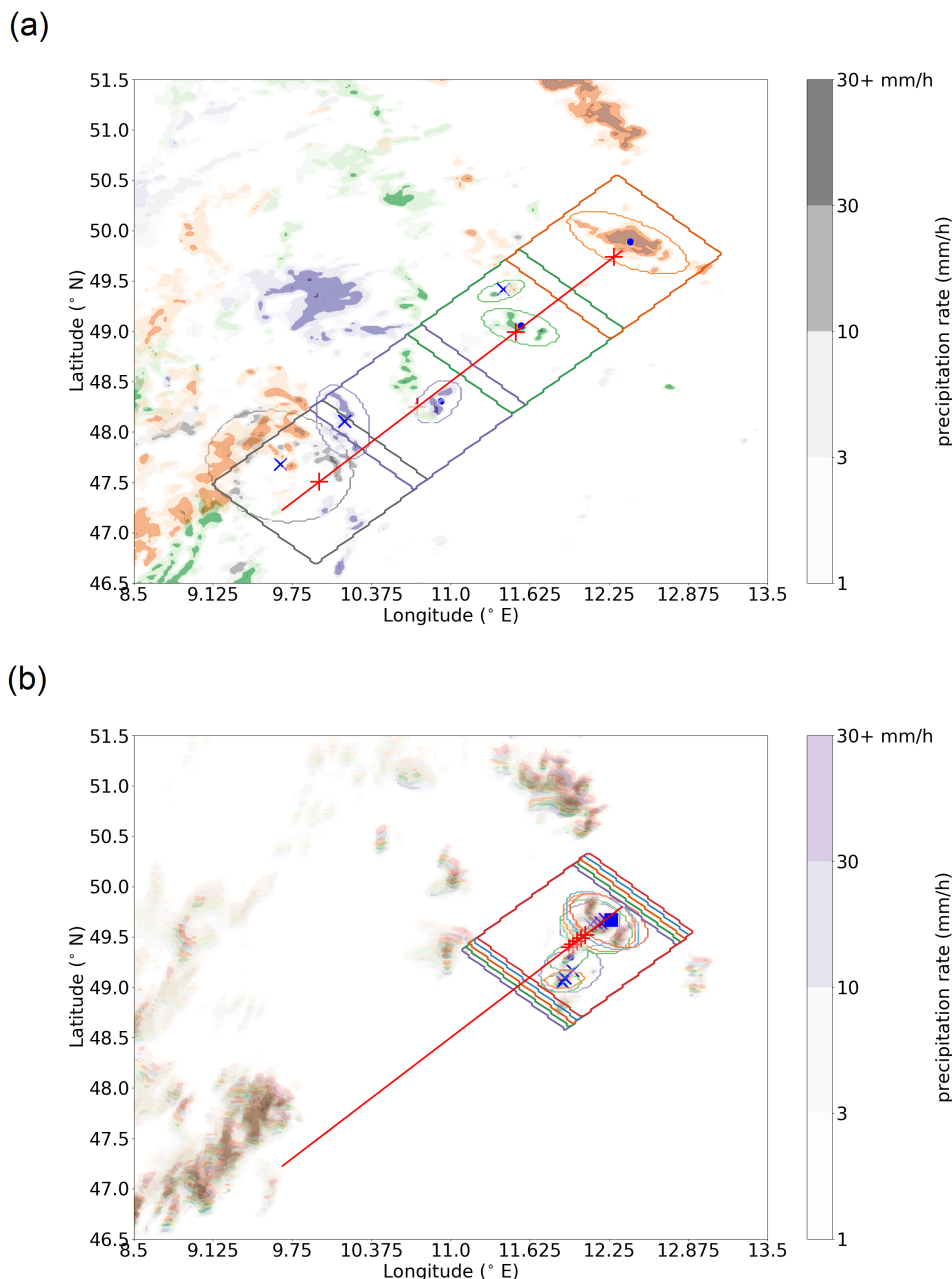 (a)
51.5
51.0
50.5
50.0
49.5
49.0
48.5
48.0
47.5
47.0
46.5
Latitude (° N)
8.5 9.125 9.75 10.375 11.0 11.625 12.25 12.875 13.5
Longitude (° E)
30+ mm/h
30
10
3
1
precipitation rate (mm/h)
(b)
51.5
51.0
50.5
50.0
49.5
49.0
48.5
48.0
47.5
47.0
46.5
Latitude (° N)
8.5 9.125 9.75 10.375 11.0 11.625 12.25 12.875 13.5
Longitude (° E)
30+ mm/h
30
10
3
1
precipitation rate (mm/h)